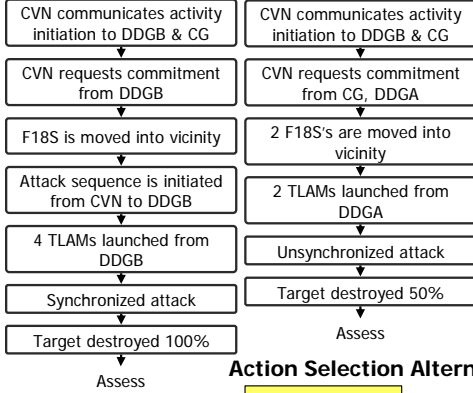 CVN communicates activity
initiation to DDGB & CG
CVN requests commitment
from DDGB
F18S is moved into vicinity
Attack sequence is initiated
from CVN to DDGB
4 TLAMs launched from
DDGB
Synchronized attack
Target destroyed 100%
Assess
CVN communicates activity
initiation to DDGB & CG
CVN requests commitment
from CG, DDGA
2 F18S's are moved into
vicinity
2 TLAMs launched from
DDGA
Unsynchronized attack
Target destroyed 50%
Assess
Action Selection Altern